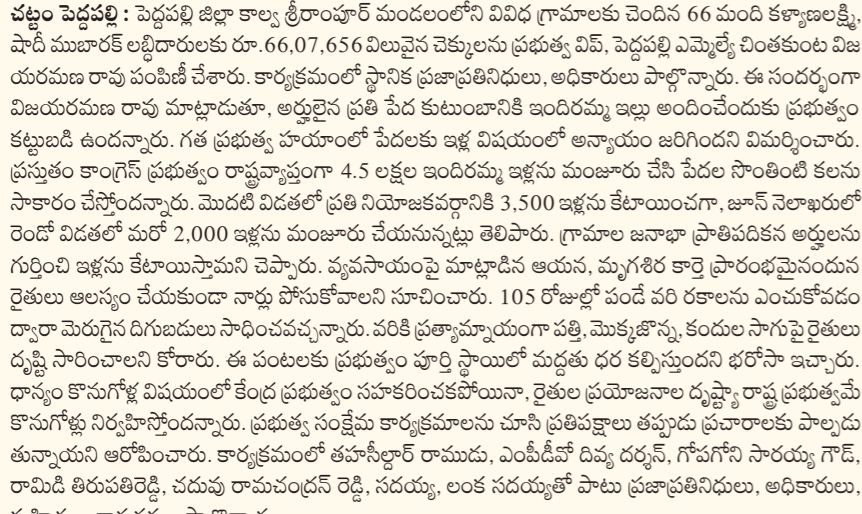 చట్టం పెద్దపల్లి : పెద్దపల్లి జిల్లా కాల్వ శ్రీరాంపూర్ మండలంలోని వివిధ గ్రామాలకు చెందిన 66 మంది కళ్యాణలక్ష్మి,
షాదీ ముబారక్ లబ్ధిదారులకు రూ.66,07,656 విలువైన చెక్కులను ప్రభుత్వ విప్, పెద్దపల్లి ఎమ్మెల్యే చింతకుంట విజ
యరమణ రావు పంపిణీ చేశారు. కార్యక్రమంలో స్థానిక ప్రజాప్రతినిధులు, అధికారులు పాల్గొన్నారు. ఈ సందర్భంగా
విజయరమణ రావు మాట్లాడుతూ, అర్హులైన ప్రతి పేద కుటుంబానికి ఇందిరమ్మ ఇల్లు అందించేందుకు ప్రభుత్వం
కట్టుబడి ఉందన్నారు. గత ప్రభుత్వ హయాంలో పేదలకు ఇళ్ల విషయంలో అన్యాయం జరిగిందని విమర్శించారు.
ప్రస్తుతం కాంగ్రెస్ ప్రభుత్వం రాష్ట్రవ్యాప్తంగా 4.5 లక్షల ఇందిరమ్మ ఇళ్లను మంజూరు చేసి పేదల సొంతింటి కలను
సాకారం చేస్తోందన్నారు. మొదటి విడతలో ప్రతి నియోజకవర్గానికి 3,500 ఇళ్లను కేటాయించగా, జూన్ నెలాఖరులో
రెండో విడతలో మరో 2,000 ఇళ్లను మంజూరు చేయనున్నట్లు తెలిపారు. గ్రామాల జనాభా ప్రాతిపదికన అర్హులను
గుర్తించి ఇళ్లను కేటాయిస్తామని చెప్పారు. వ్యవసాయంపై మాట్లాడిన ఆయన, మృగశిర కార్తె ప్రారంభమైనందున
రైతులు ఆలస్యం చేయకుండా నార్లు పోసుకోవాలని సూచించారు. 105 రోజుల్లో పండే వరి రకాలను ఎంచుకోవడం
ద్వారా మెరుగైన దిగుబడులు సాధించవచ్చన్నారు. వరికి ప్రత్యామ్నాయంగా పత్తి, మొక్కజొన్న, కందుల సాగుపై రైతులు
దృష్టి సారించాలని కోరారు. ఈ పంటలకు ప్రభుత్వం పూర్తి స్థాయిలో మద్దతు ధర కల్పిస్తుందని భరోసా ఇచ్చారు.
ధాన్యం కొనుగోళ్ల విషయంలో కేంద్ర ప్రభుత్వం సహకరించకపోయినా, రైతుల ప్రయోజనాల దృష్ట్యా రాష్ట్ర ప్రభుత్వమే
కొనుగోళ్లు నిర్వహిస్తోందన్నారు. ప్రభుత్వ సంక్షేమ కార్యక్రమాలను చూసి ప్రతిపక్షాలు తప్పుడు ప్రచారాలకు పాల్పడు
తున్నాయని ఆరోపించారు. కార్యక్రమంలో తహసీల్దార్ రాముడు, ఎంపీడీవో దివ్య దర్శన్, గోపగోని సారయ్య గౌడ్,
రామిడి తిరుపతిరెడ్డి, చదువు రామచంద్రన్ రెడ్డి, సదయ్య, లంక సదయ్యతో పాటు ప్రజాప్రతినిధులు, అధికారులు,